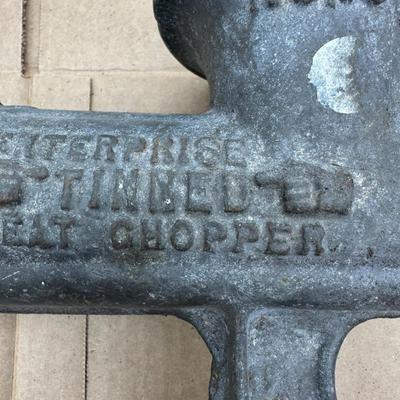 ENTERPRISE
TINNED
MEAT CHOPPER.